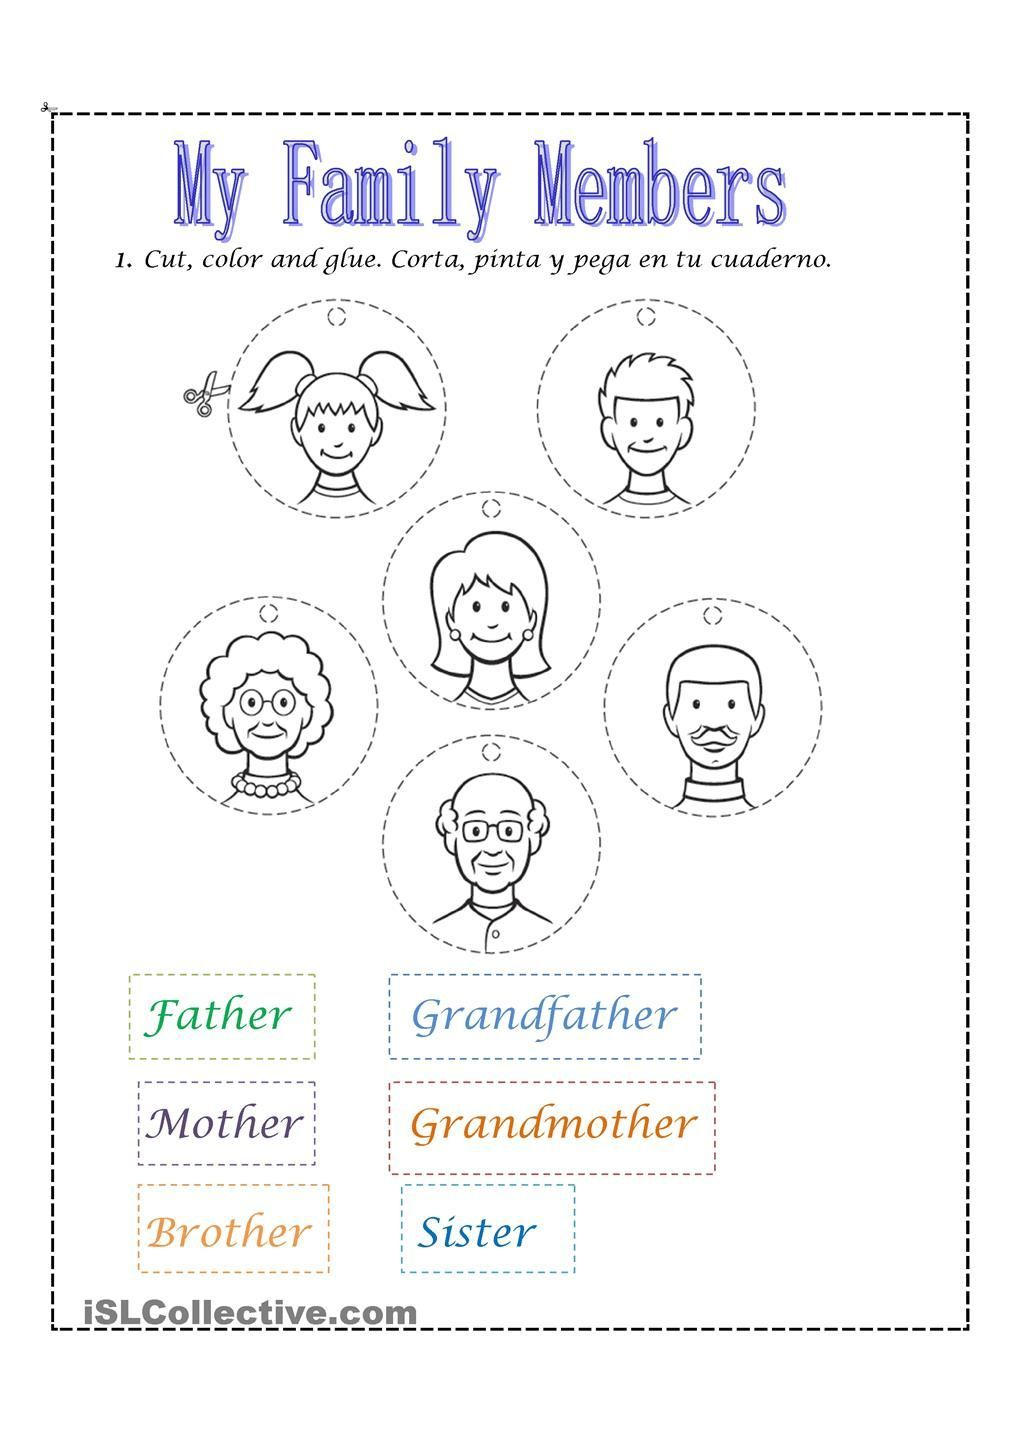 My Family Members
1. Cut, color and glue. Corta, pinta y pega en tu cuaderno.
Father
Grandfather
Mother
Grandmother
Brother
Sister
iSLCollective.com